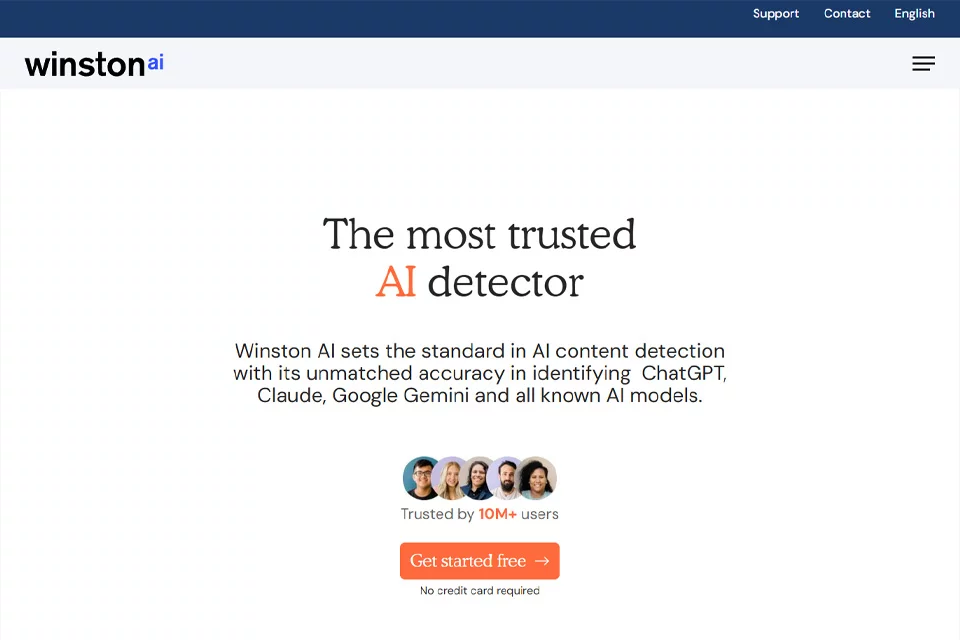 Support Contact English
winston ai
The most trusted
AI detector
Winston AI sets the standard in AI content detection
with its unmatched accuracy in identifying ChatGPT,
Claude, Google Gemini and all known AI models.
Trusted by 10M+ users
Get started free →
No credit card required